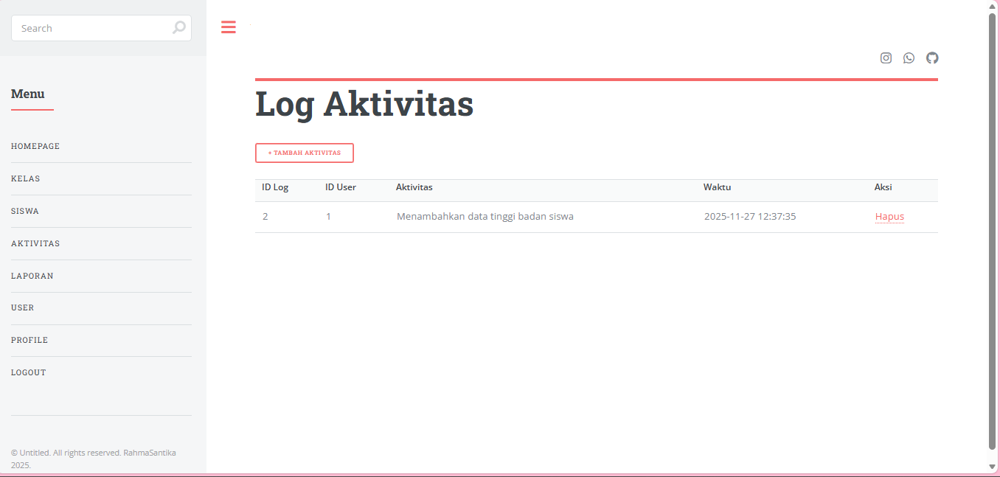 Search
Menu
HOMEPAGE
KELAS
SISWA
AKTIVITAS
LAPORAN
USER
PROFILE
LOGOUT
© Untitled. All rights reserved. RahmaSantika
2025.
Log Aktivitas
+ TAMBAH AKTIVITAS
ID Log ID User Aktivitas Waktu Aksi
2 1 Menambahkan data tinggi badan siswa 2025-11-27 12:37:35 Hapus